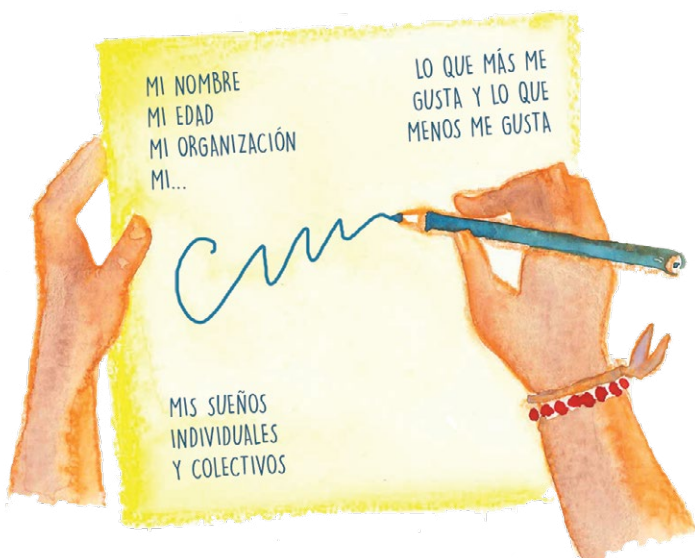 MI NOMBRE
MI EDAD
MI ORGANIZACIÓN
MI...
LO QUE MÁS ME
GUSTA Y LO QUE
MENOS ME GUSTA
MIS SUEÑOS
INDIVIDUALES
Y COLECTIVOS